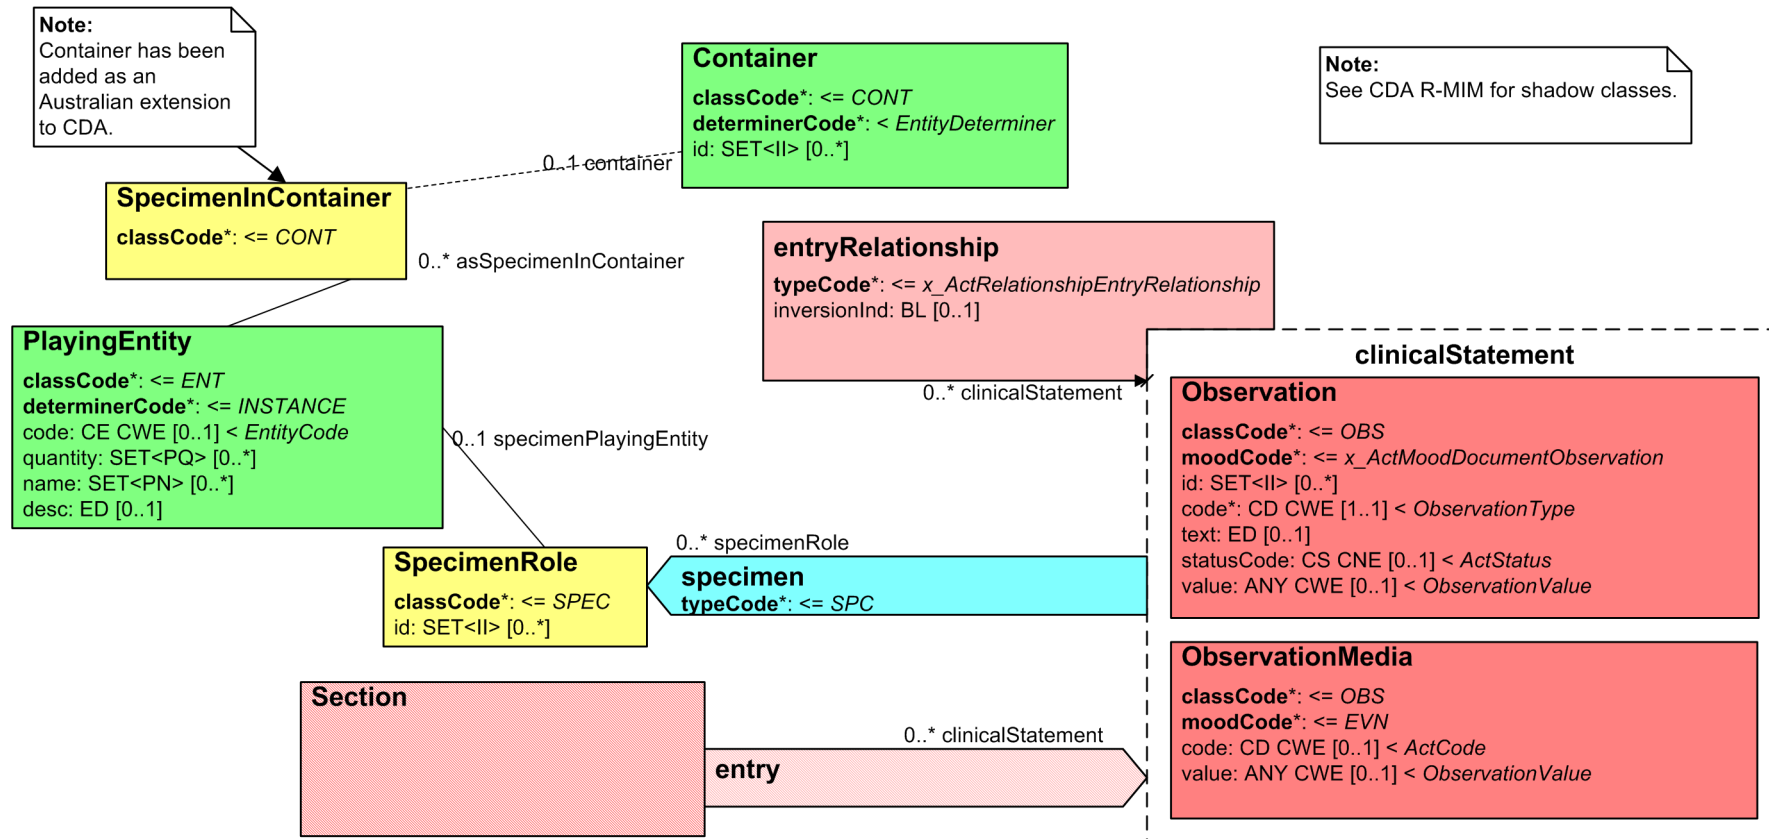 Note:
Container has been
added as an
Australian extension
to CDA.
Container
classCode*: <= CONT
determinerCode*: < EntityDeterminer
id: SET<II> [0..*]
Note:
See CDA R-MIM for shadow classes.
0..1 container
SpecimenInContainer
classCode*: <= CONT
0..* asSpecimenInContainer
entryRelationship
typeCode*: <= x_ActRelationshipEntryRelationship
inversionInd: BL [0..1]
0..* clinicalStatement
PlayingEntity
classCode*: <= ENT
determinerCode*: <= INSTANCE
code: CE CWE [0..1] < EntityCode
quantity: SET<PQ> [0..*]
name: SET<PN> [0..*]
desc: ED [0..1]
0..1 specimenPlayingEntity
clinicalStatement
Observation
classCode*: <= OBS
moodCode*: <= x_ActMoodDocumentObservation
id: SET<II> [0..*]
code*: CD CWE [1..1] < ObservationType
text: ED [0..1]
statusCode: CS CNE [0..1] < ActStatus
value: ANY CWE [0..1] < ObservationValue
SpecimenRole
classCode*: <= SPEC
id: SET<II> [0..*]
0..* specimenRole
specimen
typeCode*: <= SPC
ObservationMedia
classCode*: <= OBS
moodCode*: <= EVN
code: CD CWE [0..1] < ActCode
value: ANY CWE [0..1] < ObservationValue
Section
0..* clinicalStatement
entry